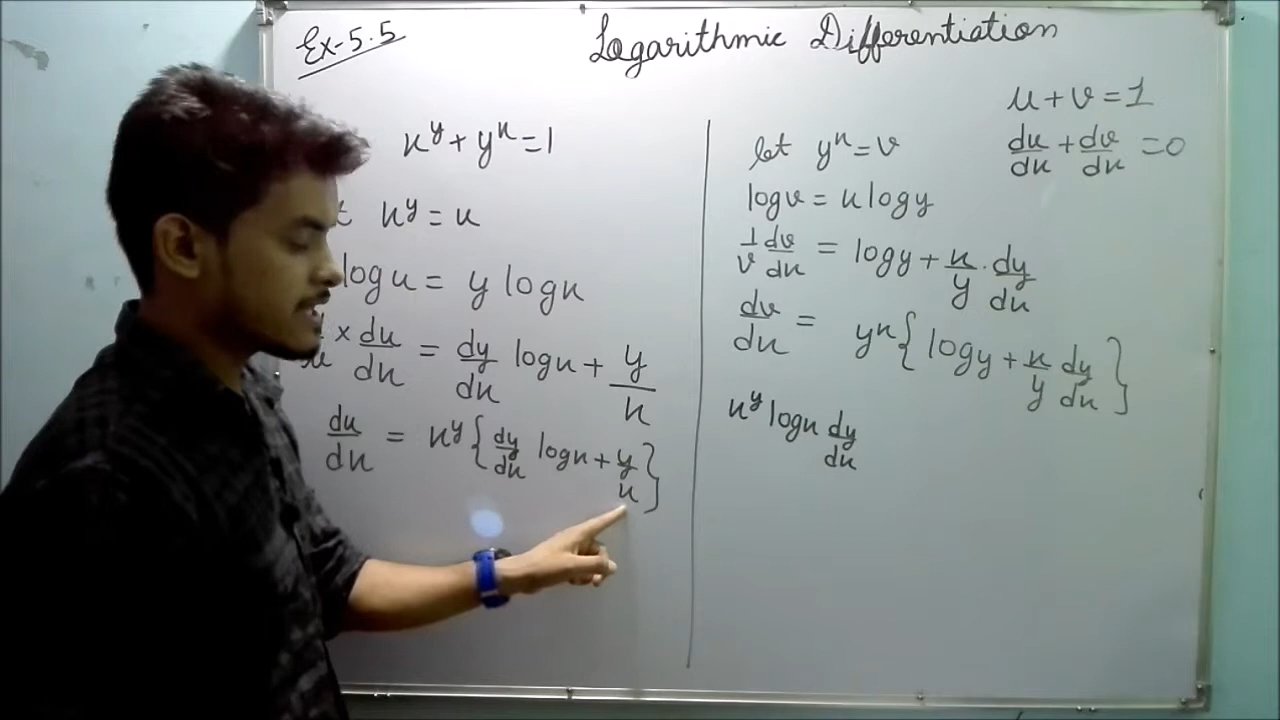 Ex-5.5
Logarithmic Differentiation
x^y + y^x = 1
x^y = u
log u = y log x
× du/dx = dy/dx log x + y/x
du/dx = x^y { dy/dx log x + y/x }
let y^x = v
log v = x log y
1/v dv/dx = log y + x/y . dy/dx
dv/dx = y^x { log y + x/y dy/dx }
x^y log x dy/dx
u + v = 1
du/dx + dv/dx = 0